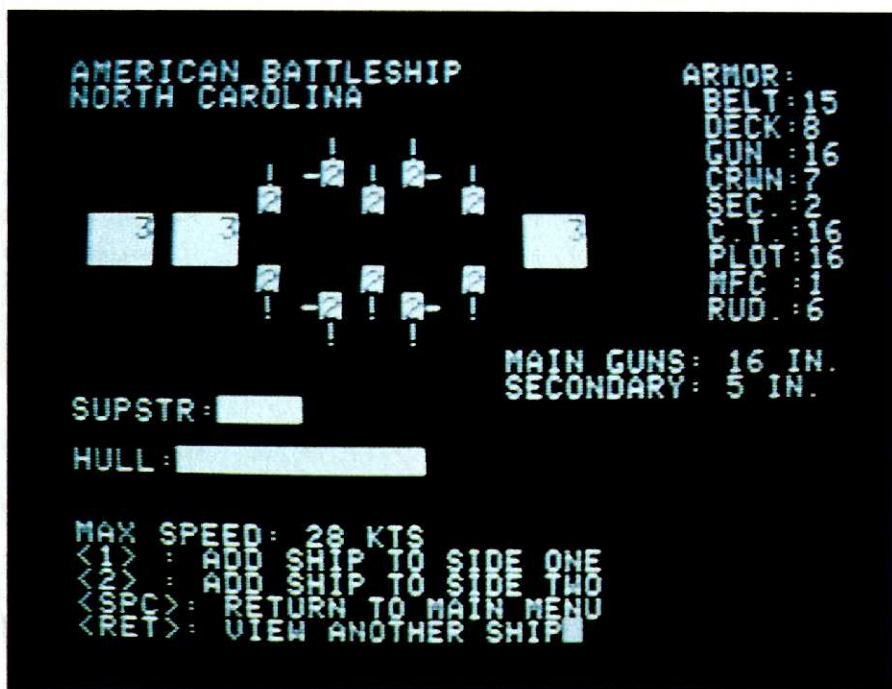 AMERICAN BATTLESHIP
NORTH CAROLINA
ARMOR:
BELT:15
DECK:8
GUN :16
CRWN:7
SEC.:2
C.T.:16
PLOT:16
MFC :1
RUD.:6
2 2
2 2 2
3 3 3
2 2 2
2 2
MAIN GUNS: 16 IN.
SECONDARY: 5 IN.
SUPSTR:
HULL:
MAX SPEED: 28 KTS
<1> : ADD SHIP TO SIDE ONE
<2> : ADD SHIP TO SIDE TWO
<SPC>: RETURN TO MAIN MENU
<RET>: VIEW ANOTHER SHIP